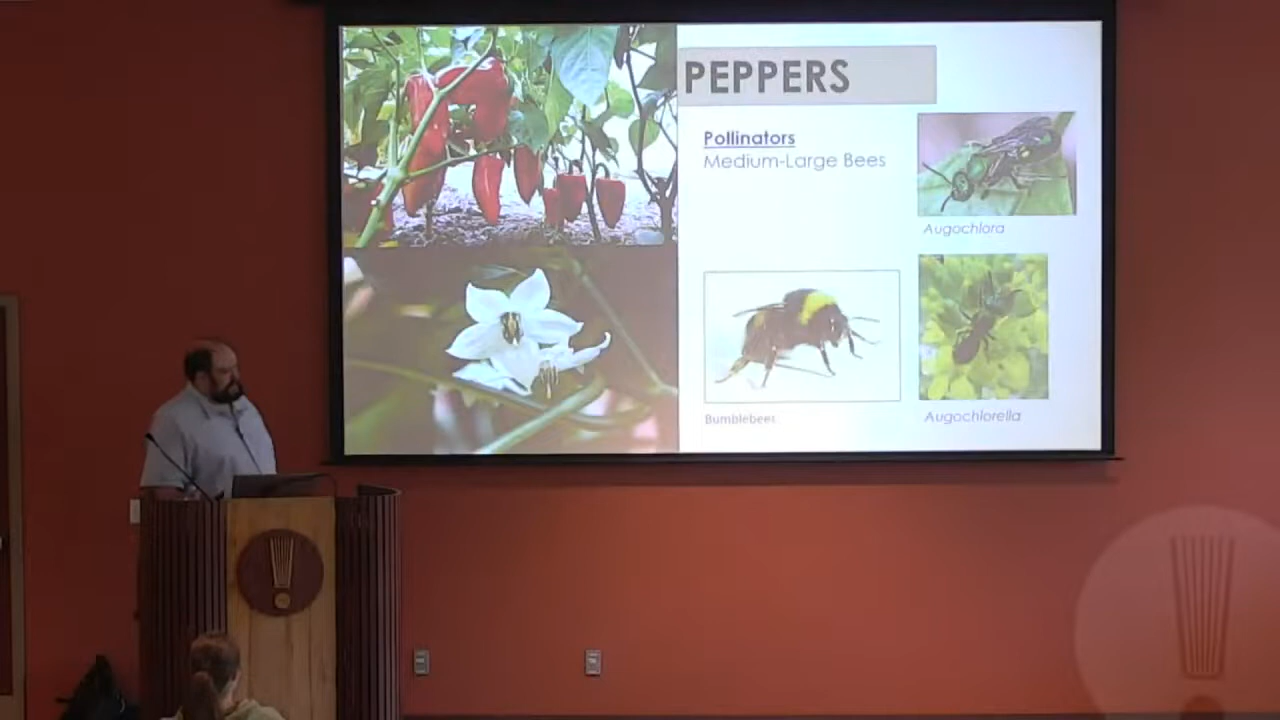 PEPPERS
Pollinators
Medium-Large Bees
Augochlora
Bumblebees
Augochlorella